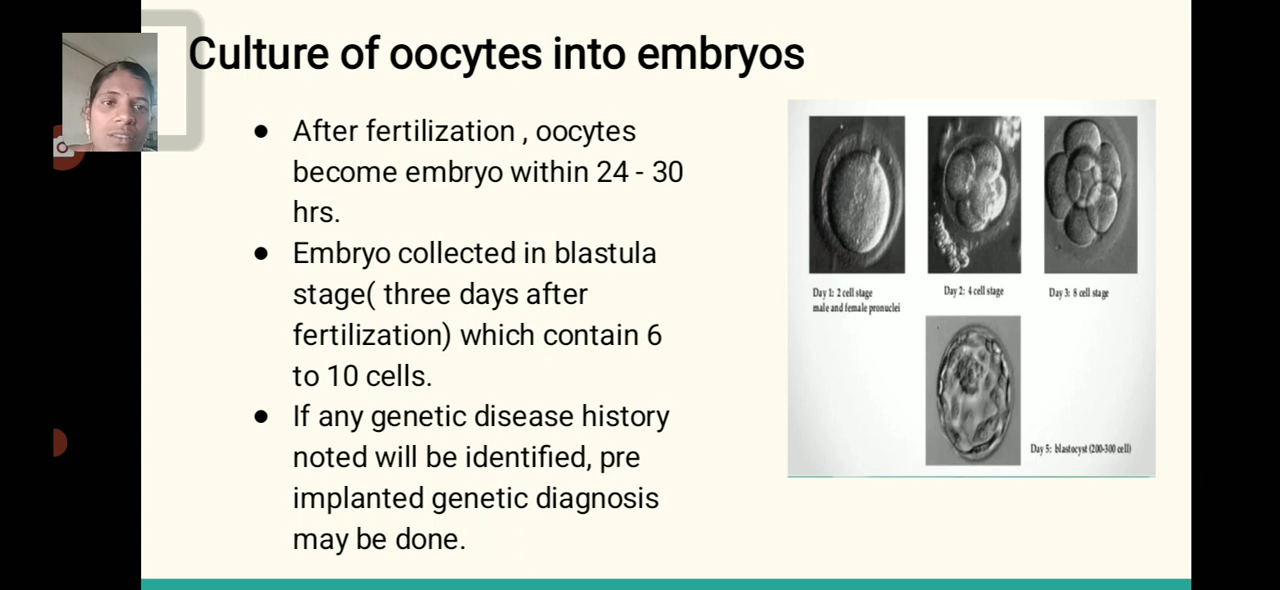 Culture of oocytes into embryos
● After fertilization , oocytes
become embryo within 24 - 30
hrs.
● Embryo collected in blastula
stage( three days after
fertilization) which contain 6
to 10 cells.
● If any genetic disease history
noted will be identified, pre
implanted genetic diagnosis
may be done.
Day 1: 2 cell stage
male and female pronuclei
Day 2: 4 cell stage
Day 3: 8 cell stage
Day 5: blastocyst (200-300 cell)